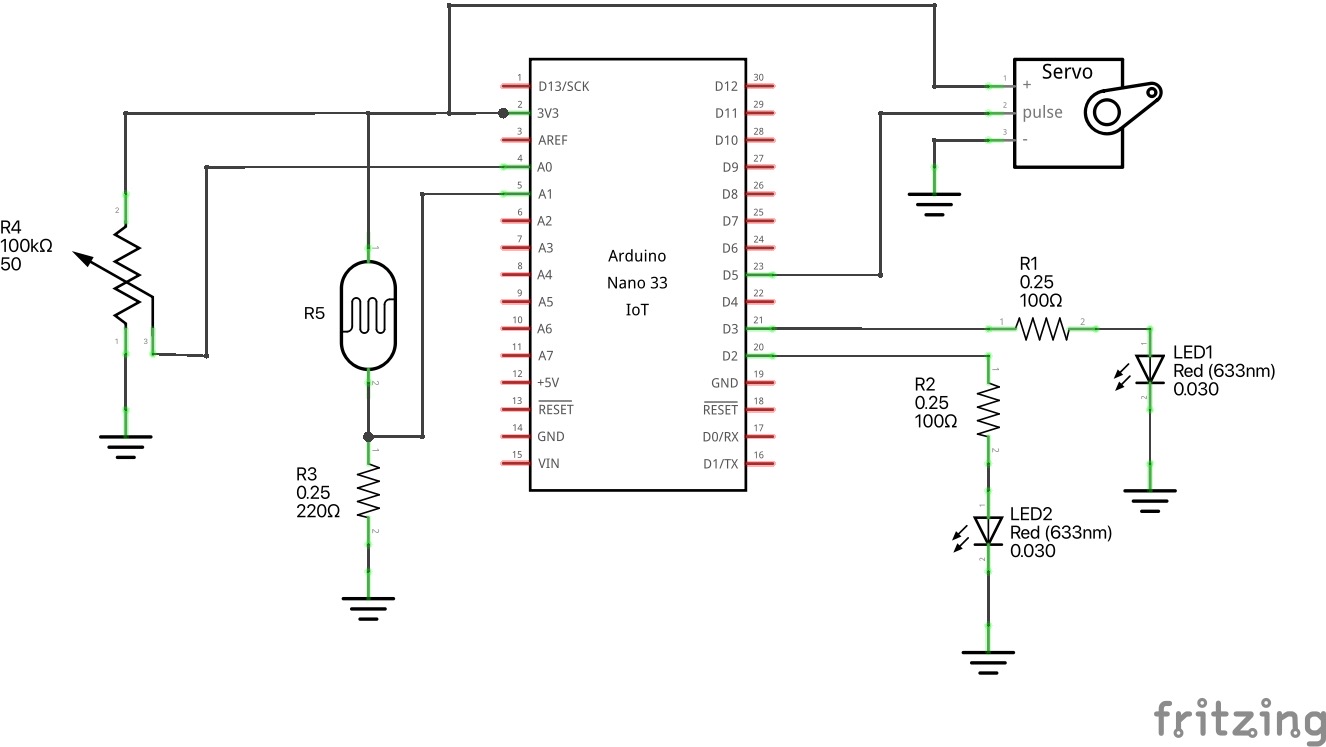 Servo
1 +
2 pulse
3 -
1 D13/SCK
2 3V3
3 AREF
4 A0
5 A1
6 A2
7 A3
8 A4
9 A5
10 A6
11 A7
12 +5V
13 RESET
14 GND
15 VIN
Arduino
Nano 33
IoT
D12 30
D11 29
D10 28
D9 27
D8 26
D7 25
D6 24
D5 23
D4 22
D3 21
D2 20
GND 19
RESET 18
D0/RX 17
D1/TX 16
R4
100kΩ
50
2
1 3
R5
1
2
R3
0.25
220Ω
1
2
R1
0.25
100Ω
1 2
R2
0.25
100Ω
1
2
LED1
Red (633nm)
0.030
1
2
LED2
Red (633nm)
0.030
1
2
fritzing